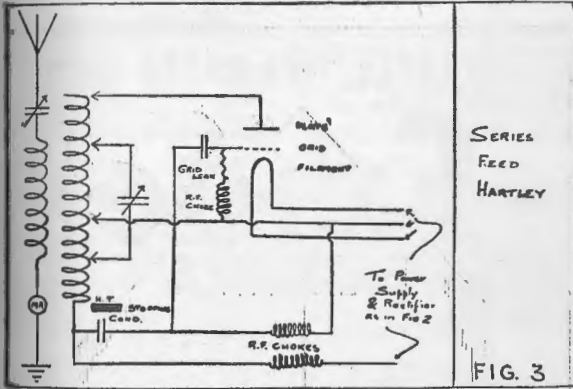 PLATE
GRID
FILAMENT
GRID
LEAK
R.F.
CHOKE
MA
H.T
STOPPING
COND.
R.F. CHOKES
To Power
Supply
& Rectifier
as in Fig 2
SERIES
FEED
HARTLEY
FIG. 3